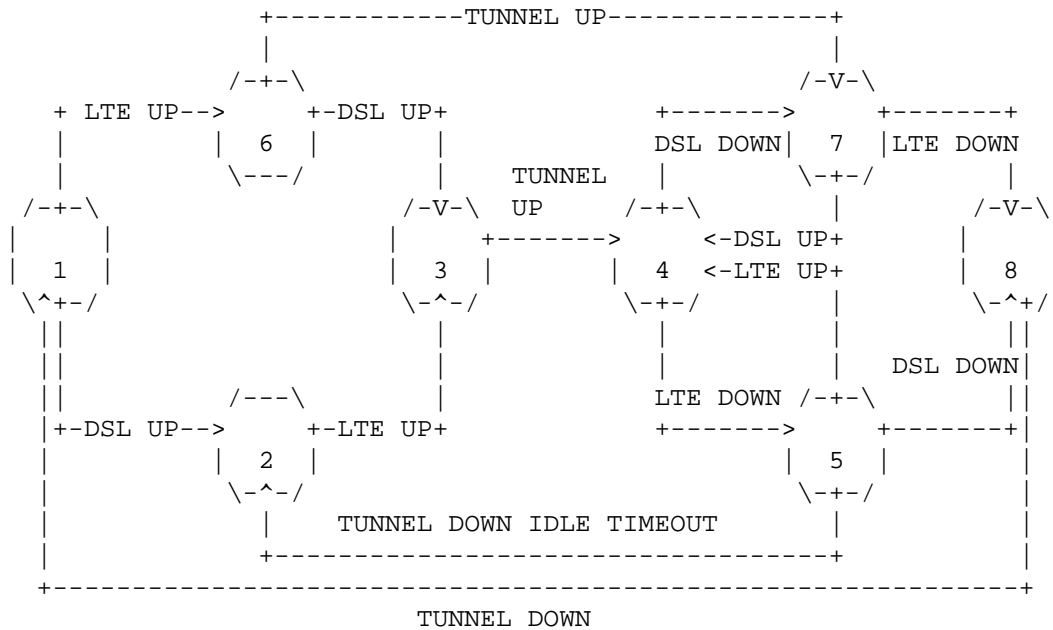 TUNNEL UP
LTE UP DSL UP
6 DSL DOWN 7 LTE DOWN
TUNNEL
UP
DSL UP
1 3 4 LTE UP 8
DSL DOWN
LTE DOWN
DSL UP LTE UP
2 5
TUNNEL DOWN IDLE TIMEOUT
TUNNEL DOWN